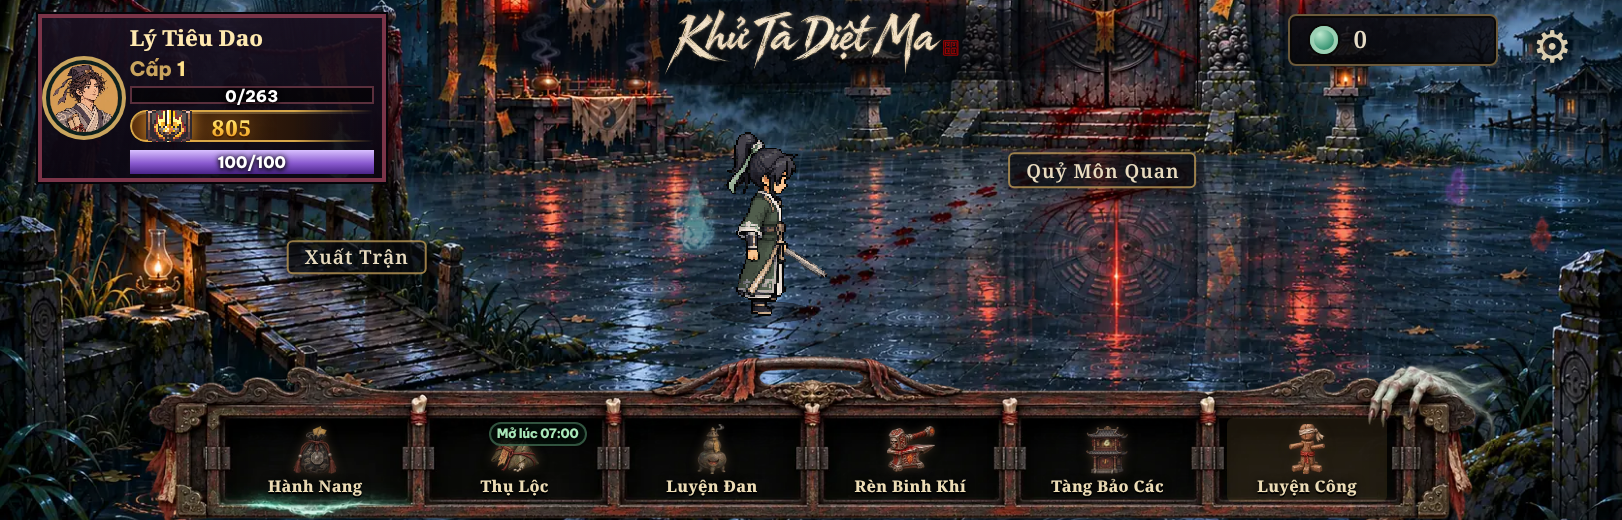 Lý Tiêu Dao
Cấp 1
0/263
805
100/100
Khử Tà Diệt Ma
0
Quỷ Môn Quan
Xuất Trận
Mở lúc 07:00
Hành Nang
Thụ Lộc
Luyện Đan
Rèn Binh Khí
Tàng Bảo Các
Luyện Công